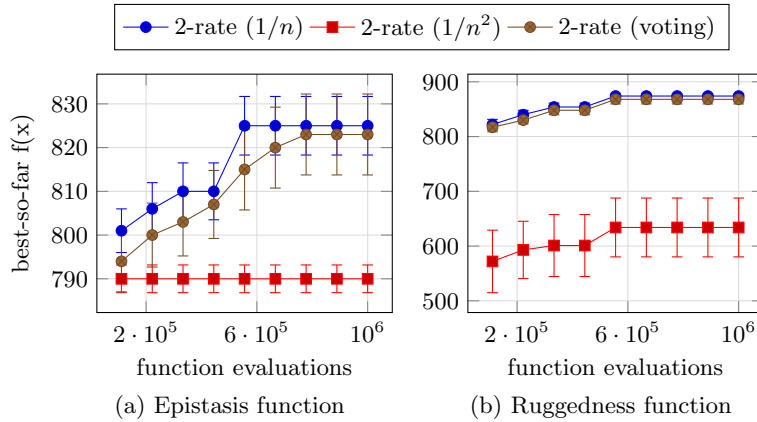 2-rate (1/n) 2-rate (1/n²) 2-rate (voting)
best-so-far f(x)
830
820
810
800
790
2 · 10⁵ 6 · 10⁵ 10⁶
function evaluations
(a) Epistasis function
900
800
700
600
500
2 · 10⁵ 6 · 10⁵ 10⁶
function evaluations
(b) Ruggedness function